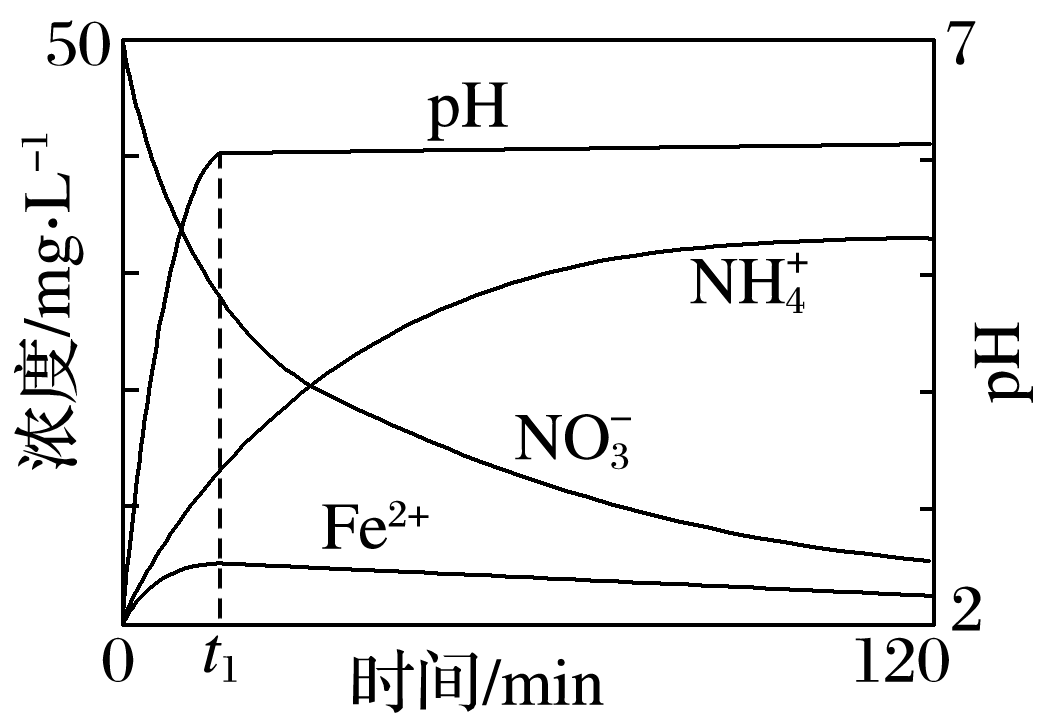 50
7
pH
浓度/mg·L⁻¹
NH₄⁺
pH
NO₃⁻
Fe²⁺
2
0
t₁
时间/min
120